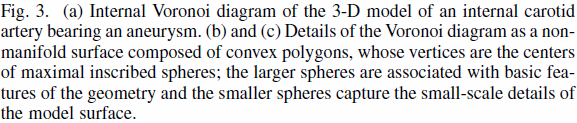 Fig. 3. (a) Internal Voronoi diagram of the 3-D model of an internal carotid
artery bearing an aneurysm. (b) and (c) Details of the Voronoi diagram as a non-
manifold surface composed of convex polygons, whose vertices are the centers
of maximal inscribed spheres; the larger spheres are associated with basic fea-
tures of the geometry and the smaller spheres capture the small-scale details of
the model surface.